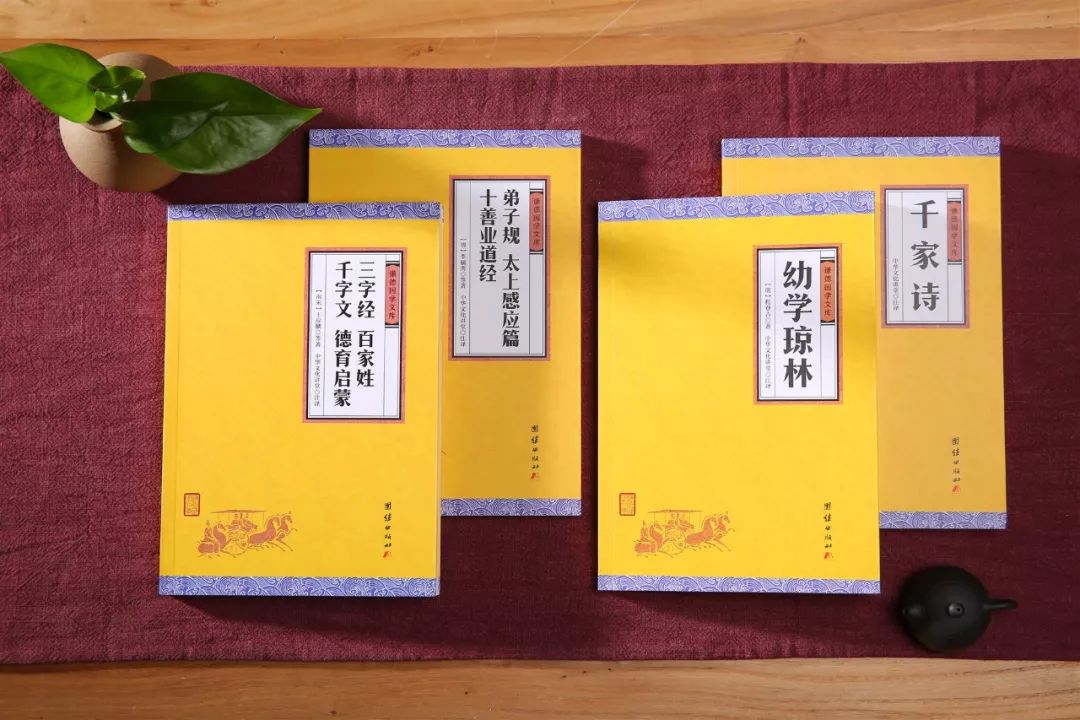 谦德国学文库
三字经 百家姓
千字文 德育启蒙
[南宋]王应麟◎等著 中华文化讲堂◎注译
团结出版社
谦德国学文库
弟子规 太上感应篇
十善业道经
[清]李毓秀◎等著 中华文化讲堂◎注译
团结出版社
谦德国学文库
幼学琼林
[明]程登吉◎著 中华文化讲堂◎注译
团结出版社
谦德国学文库
千家诗
中华文化讲堂◎注译
团结出版社